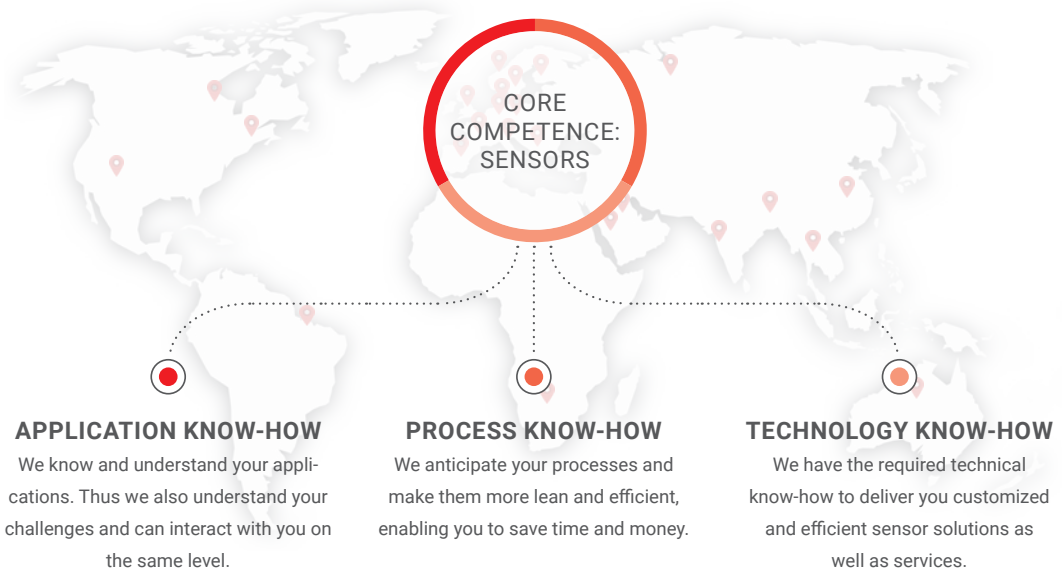 CORE
COMPETENCE:
SENSORS
APPLICATION KNOW-HOW
We know and understand your appli-
cations. Thus we also understand your
challenges and can interact with you on
the same level.
PROCESS KNOW-HOW
We anticipate your processes and
make them more lean and efficient,
enabling you to save time and money.
TECHNOLOGY KNOW-HOW
We have the required technical
know-how to deliver you customized
and efficient sensor solutions as
well as services.